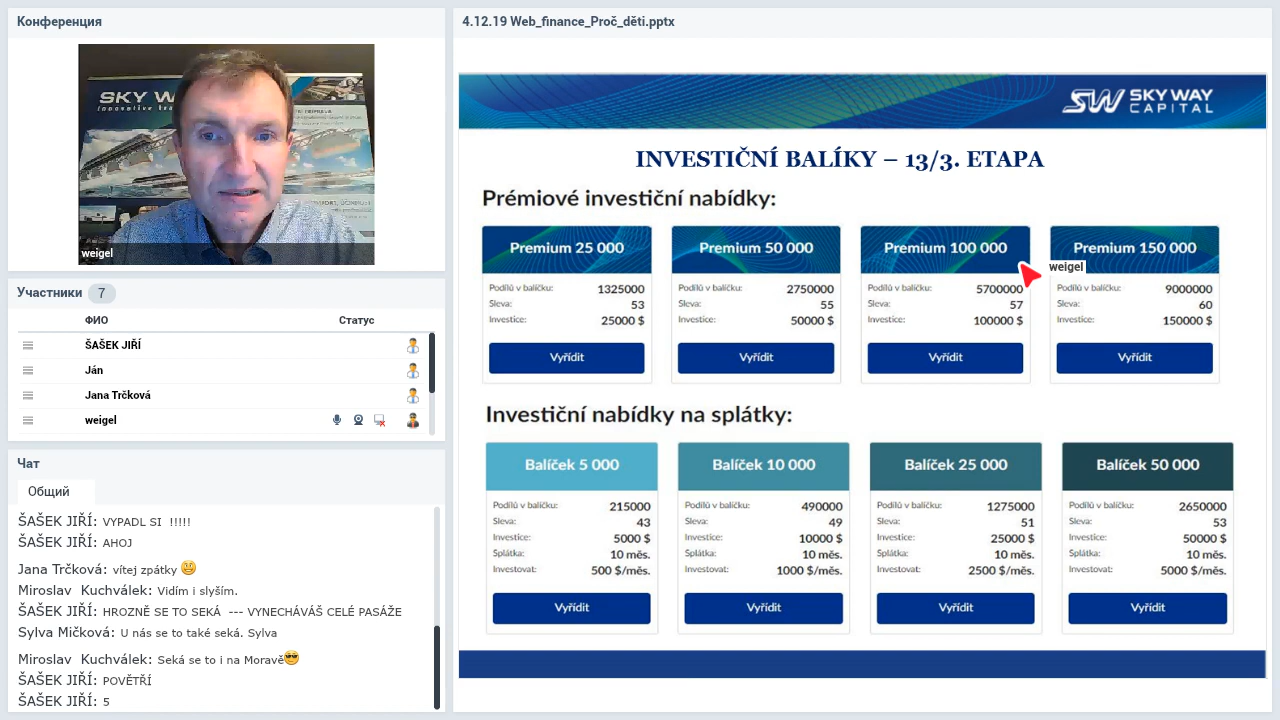 Конференция
SKY W
weigel
Участники 7
ФИО Статус
ŠAŠEK JIŘÍ
Ján
Jana Trčková
weigel
Чат
Общий
ŠAŠEK JIŘÍ: VYPADL SI !!!!!
ŠAŠEK JIŘÍ: AHOJ
Jana Trčková: vítej zpátky
Miroslav Kuchválek: Vidím i slyším.
ŠAŠEK JIŘÍ: HROZNĚ SE TO SEKÁ --- VYNECHÁVÁŠ CELÉ PASÁŽE
Sylva Mičková: U nás se to také seká. Sylva
Miroslav Kuchválek: Seká se to i na Moravě
ŠAŠEK JIŘÍ: POVĚTŘÍ
ŠAŠEK JIŘÍ: 5
4.12.19 Web_finance_Proč_děti.pptx
SW SKY WAY
CAPITAL
INVESTIČNÍ BALÍKY – 13/3. ETAPA
Prémiové investiční nabídky:
Premium 25 000
Podílů v balíčku: 1325000
Sleva: 53
Investice: 25000 $
Vyřídit
Premium 50 000
Podílů v balíčku: 2750000
Sleva: 55
Investice: 50000 $
Vyřídit
Premium 100 000
Podílů v balíčku: 5700000
Sleva: 57
Investice: 100000 $
Vyřídit
weigel
Premium 150 000
Podílů v balíčku: 9000000
Sleva: 60
Investice: 150000 $
Vyřídit
Investiční nabídky na splátky:
Balíček 5 000
Podílů v balíčku: 215000
Sleva: 43
Investice: 5000 $
Splátka: 10 měs.
Investovat: 500 $/měs.
Vyřídit
Balíček 10 000
Podílů v balíčku: 490000
Sleva: 49
Investice: 10000 $
Splátka: 10 měs.
Investovat: 1000 $/měs.
Vyřídit
Balíček 25 000
Podílů v balíčku: 1275000
Sleva: 51
Investice: 25000 $
Splátka: 10 měs.
Investovat: 2500 $/měs.
Vyřídit
Balíček 50 000
Podílů v balíčku: 2650000
Sleva: 53
Investice: 50000 $
Splátka: 10 měs.
Investovat: 5000 $/měs.
Vyřídit